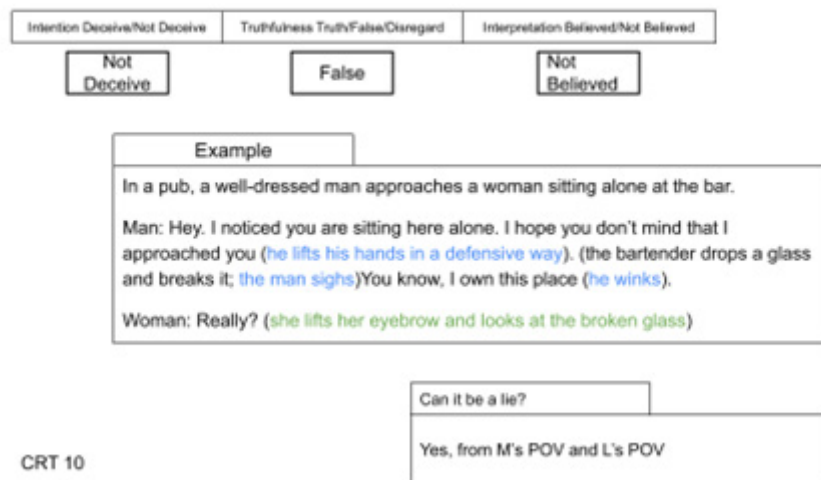 Intention Deceive/Not Deceive Truthfulness Truth/False/Disregard Interpretation Believed/Not Believed
Not
Deceive
False
Not
Believed
Example
In a pub, a well-dressed man approaches a woman sitting alone at the bar.
Man: Hey. I noticed you are sitting here alone. I hope you don't mind that I
approached you (he lifts his hands in a defensive way). (the bartender drops a glass
and breaks it; the man sighs)You know, I own this place (he winks).
Woman: Really? (she lifts her eyebrow and looks at the broken glass)
Can it be a lie?
Yes, from M's POV and L's POV
CRT 10